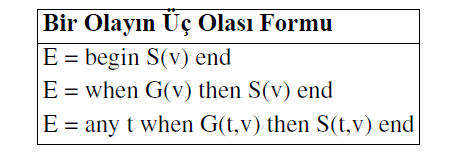 Bir Olayın Üç Olası Formu
E = begin S(v) end
E = when G(v) then S(v) end
E = any t when G(t,v) then S(t,v) end